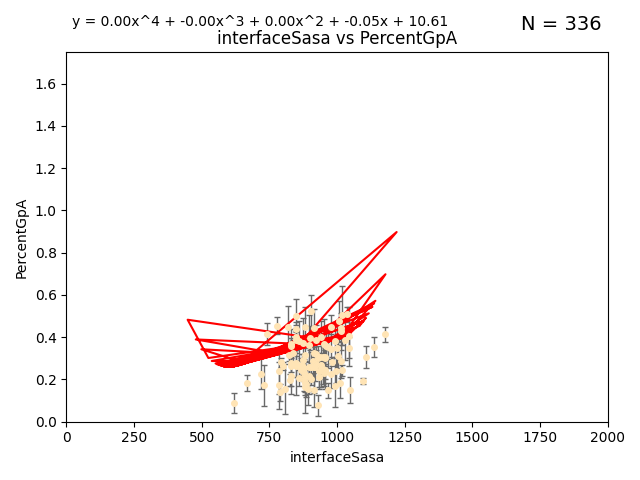 y = 0.00x^4 + -0.00x^3 + 0.00x^2 + -0.05x + 10.61
N = 336
interfaceSasa vs PercentGpA
PercentGpA
1.6
1.4
1.2
1.0
0.8
0.6
0.4
0.2
0.0
0 250 500 750 1000 1250 1500 1750 2000
interfaceSasa